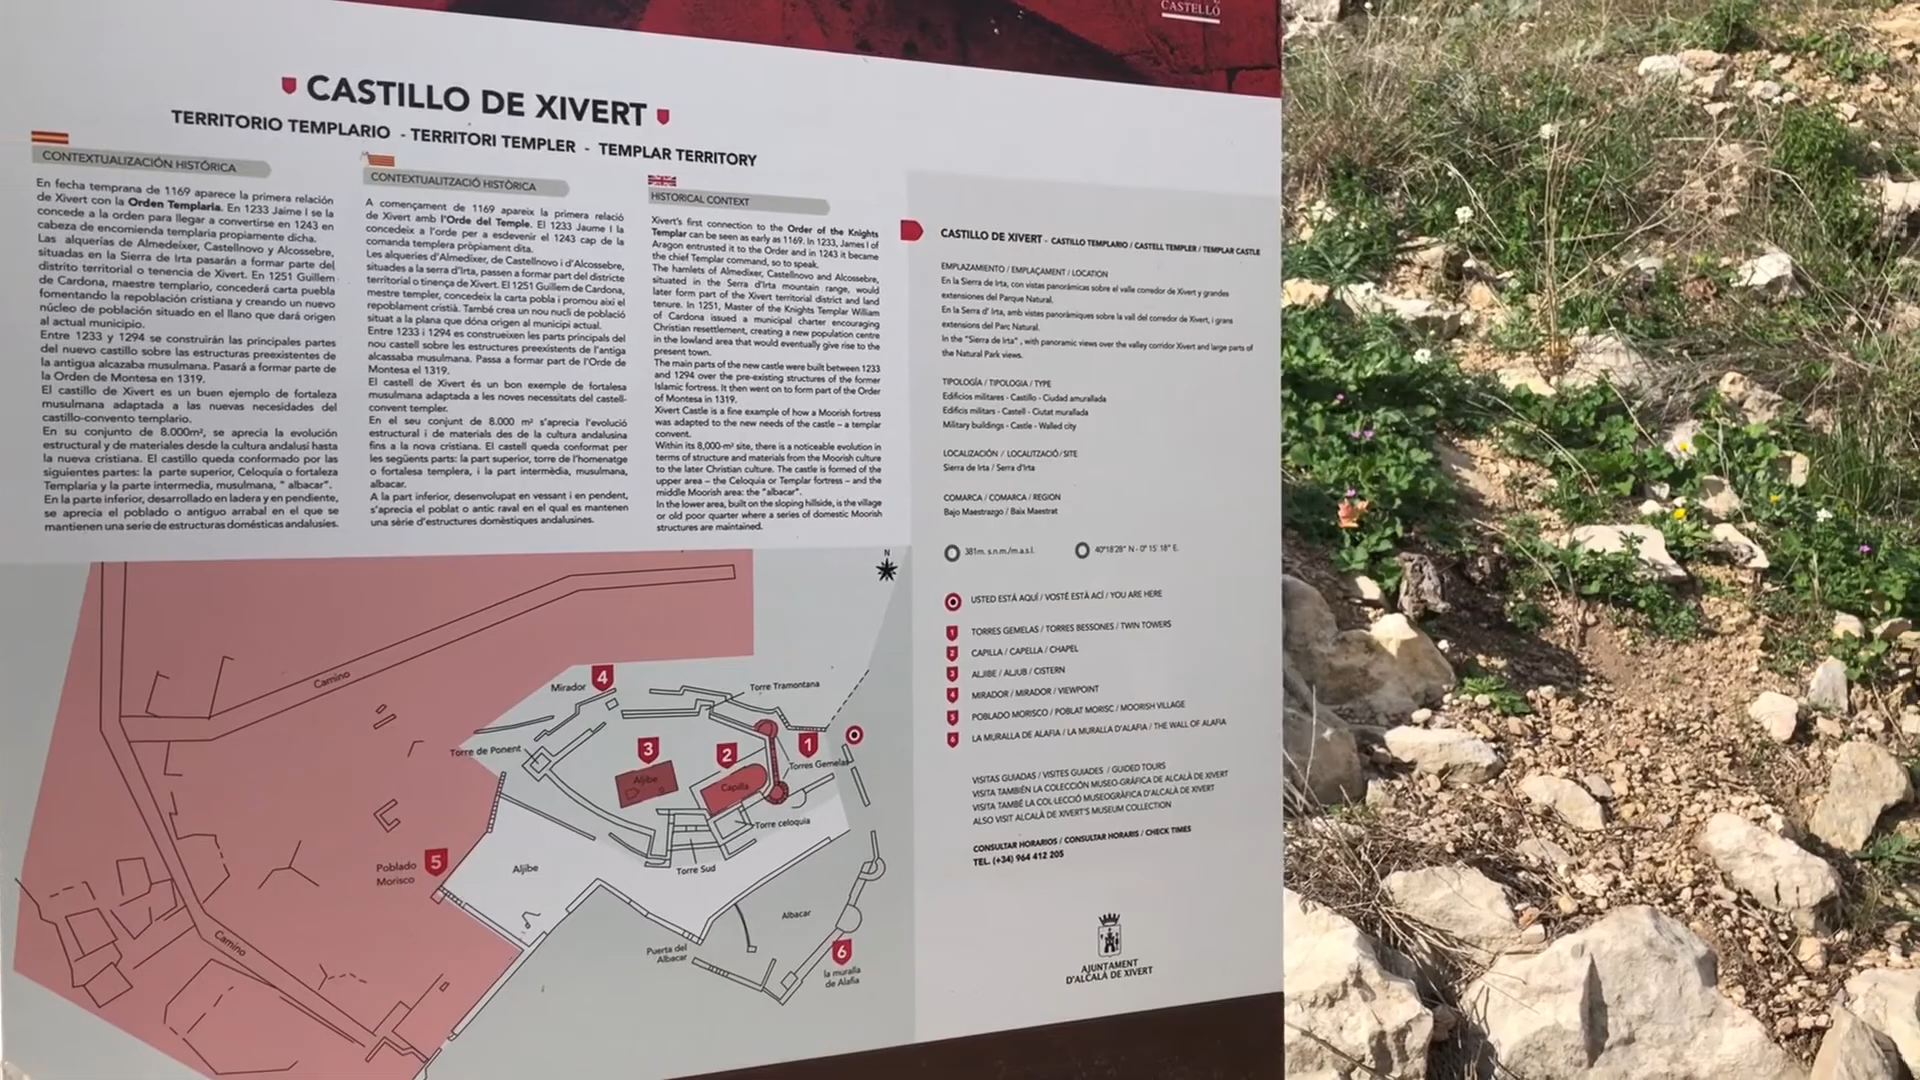 CASTELLÓ
CASTILLO DE XIVERT
TERRITORIO TEMPLARIO - TERRITORI TEMPLER - TEMPLAR TERRITORY
CONTEXTUALIZACIÓN HISTÓRICA
En fecha temprana de 1169 aparece la primera relación
de Xivert con la Orden Templaria. En 1233 Jaime I se la
concede a la orden para llegar a convertirse en 1243 en
cabeza de encomienda templaria propiamente dicha.
Las alquerías de Almedeixer, Castellnovo y Alcossebre,
situadas en la Sierra de Irta pasarán a formar parte del
distrito territorial o tenencia de Xivert. En 1251 Guillem
de Cardona, maestre templario, concederá carta puebla
fomentando la repoblación cristiana y creando un nuevo
núcleo de población situado en el llano que dará origen
al actual municipio.
Entre 1233 y 1294 se construirán las principales partes
del nuevo castillo sobre las estructuras preexistentes de
la antigua alcazaba musulmana. Pasará a formar parte de
la Orden de Montesa en 1319.
El castillo de Xivert es un buen ejemplo de fortaleza
musulmana adaptada a las nuevas necesidades del
castillo-convento templario.
En su conjunto de 8.000m², se aprecia la evolución
estructural y de materiales desde la cultura andalusí hasta
la nueva cristiana. El castillo queda conformado por las
siguientes partes: la parte superior, Celoquía o fortaleza
Templaria y la parte intermedia, musulmana, " albacar".
En la parte inferior, desarrollado en ladera y en pendiente,
se aprecia el poblado o antiguo arrabal en el que se
mantienen una serie de estructuras domésticas andalusíes.
CONTEXTUALITZACIÓ HISTÒRICA
A començament de 1169 apareix la primera relació
de Xivert amb l'Orde del Temple. El 1233 Jaume I la
concedeix a l'orde per a esdevenir el 1243 cap de la
comanda templera pròpiament dita.
Les alqueries d'Almedeixer, de Castellnovo i d'Alcossebre,
situades a la serra d'Irta, passen a formar part del districte
territorial o tinença de Xivert. El 1251 Guillem de Cardona,
mestre templer, concedeix la carta pobla i promou així el
repoblament cristià. També crea un nou nucli de població
situat a la plana que dóna origen al municipi actual.
Entre 1233 i 1294 es construeixen les parts principals del
nou castell sobre les estructures preexistents de l'antiga
alcassaba musulmana. Passa a formar part de l'Orde de
Montesa el 1319.
El castell de Xivert és un bon exemple de fortalesa
musulmana adaptada a les noves necessitats del castell-
convent templer.
En el seu conjunt de 8.000 m² s'aprecia l'evolució
estructural i de materials des de la cultura andalusina
fins a la nova cristiana. El castell queda conformat per
les següents parts: la part superior, torre de l'homenatge
o fortalesa templera, i la part intermèdia, musulmana,
albacar.
A la part inferior, desenvolupat en vessant i en pendent,
s'aprecia el poblat o antic raval en el qual es mantenen
una sèrie d'estructures domèstiques andalusines.
HISTORICAL CONTEXT
Xivert's first connection to the Order of the Knights
Templar can be seen as early as 1169. In 1233, James I of
Aragon entrusted it to the Order and in 1243 it became
the chief Templar command, so to speak.
The hamlets of Almedixer, Castellnovo and Alcossebre,
situated in the Serra d'Irta mountain range, would
later form part of the Xivert territorial district and land
tenure. In 1251, Master of the Knights Templar William
of Cardona issued a municipal charter encouraging
Christian resettlement, creating a new population centre
in the lowland area that would eventually give rise to the
present town.
The main parts of the new castle were built between 1233
and 1294 over the pre-existing structures of the former
Islamic fortress. It then went on to form part of the Order
of Montesa in 1319.
Xivert Castle is a fine example of how a Moorish fortress
was adapted to the new needs of the castle – a templar
convent.
Within its 8,000-m² site, there is a noticeable evolution in
terms of structure and materials from the Moorish culture
to the later Christian culture. The castle is formed of the
upper area – the Celoquia or Templar fortress – and the
middle Moorish area: the "albacar".
In the lower area, built on the sloping hillside, is the village
or old poor quarter where a series of domestic Moorish
structures are maintained.
CASTILLO DE XIVERT - CASTILLO TEMPLARIO / CASTELL TEMPLER / TEMPLAR CASTLE
EMPLAZAMIENTO / EMPLAÇAMENT / LOCATION
En la Sierra de Irta, con vistas panorámicas sobre el valle corredor de Xivert y grandes
extensiones del Parque Natural.
En la Serra d' Irta, amb vistes panoràmiques sobre la vall del corredor de Xivert, i grans
extensions del Parc Natural.
In the "Sierra de Irta" , with panoramic views over the valley corridor Xivert and large parts of
the Natural Park views.
TIPOLOGÍA / TIPOLOGIA / TYPE
Edificios militares - Castillo - Ciudad amurallada
Edificis militars - Castell - Ciutat murallada
Military buildings - Castle - Walled city
LOCALIZACIÓN / LOCALITZACIÓ / SITE
Sierra de Irta / Serra d'Irta
COMARCA / COMARCA / REGION
Bajo Maestrazgo / Baix Maestrat
381m. s.n.m./m.a.s.l.
40º18'28" N - 0º 15' 18" E.
USTED ESTÁ AQUÍ / VOSTÉ ESTÀ ACÍ / YOU ARE HERE
1 TORRES GEMELAS / TORRES BESSONES / TWIN TOWERS
2 CAPILLA / CAPELLA / CHAPEL
3 ALJIBE / ALJUB / CISTERN
4 MIRADOR / MIRADOR / VIEWPOINT
5 POBLADO MORISCO / POBLAT MORISC / MOORISH VILLAGE
6 LA MURALLA DE ALAFIA / LA MURALLA D'ALAFIA / THE WALL OF ALAFIA
VISITAS GUIADAS / VISITES GUIADES / GUIDED TOURS
VISITA TAMBIÉN LA COLECCIÓN MUSEO-GRÁFICA DE ALCALÀ DE XIVERT
VISITA TAMBÉ LA COL·LECCIÓ MUSEOGRÀFICA D'ALCALÀ DE XIVERT
ALSO VISIT ALCALÀ DE XIVERT'S MUSEUM COLLECTION
CONSULTAR HORARIOS / CONSULTAR HORARIS / CHECK TIMES
TEL. (+34) 964 412 205
AJUNTAMENT
D'ALCALÀ DE XIVERT
N
Camino
Mirador
4
Torre Tramontana
Torre de Ponent
3
Aljibe
2
Capilla
1
Torres Gemelas
Torre celoquia
Torre Sud
Poblado
Morisco
5
Aljibe
Albacar
Puerta del
Albacar
6
la muralla
de Alafia
Camino